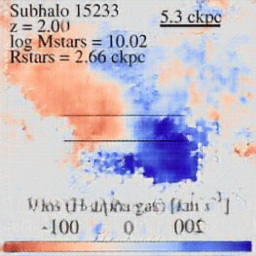 Subhalo 15233
5.3 ckpc
z = 2.00
log Mstars = 10.02
Rstars = 2.66 ckpc
-100 0